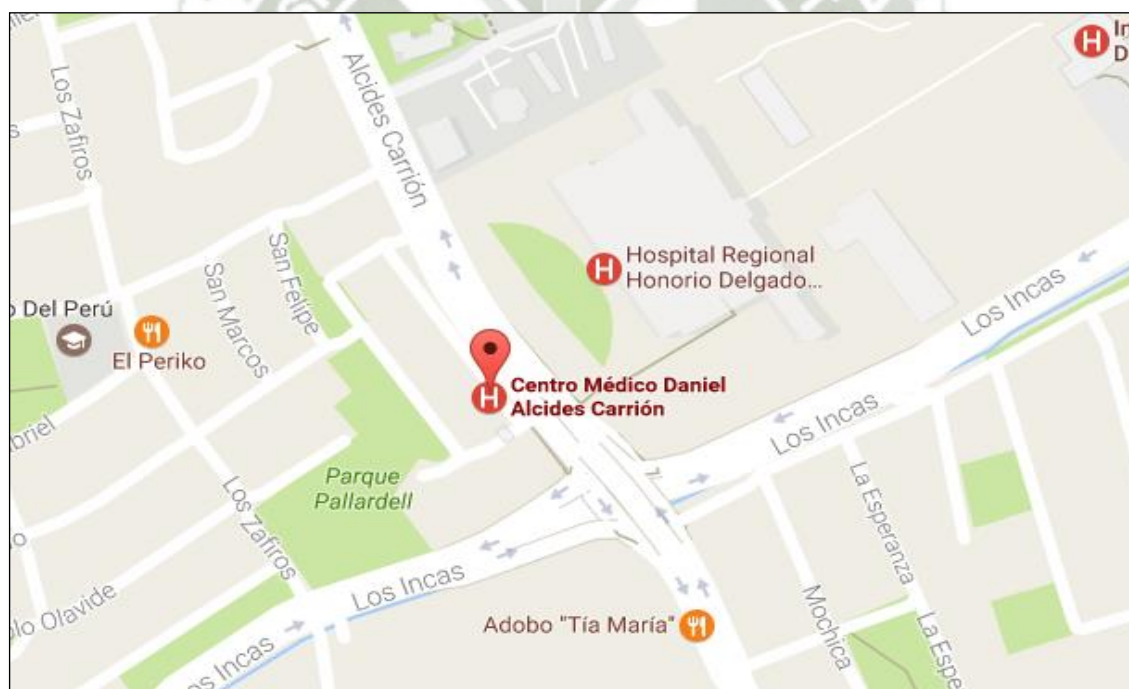 Los Zafiros
Alcides Carrión
H
San Felipe
San Marcos
H
Hospital Regional
Honorio Delgado...
Los Incas
Del Perú
El Periko
H
Centro Médico Daniel
Alcides Carrión
Los Incas
Parque
Pallardell
Los Zafiros
La Esperanza
Los Incas
Olavide
Adobo "Tía María"
Mochica
La Espe
Los Incas